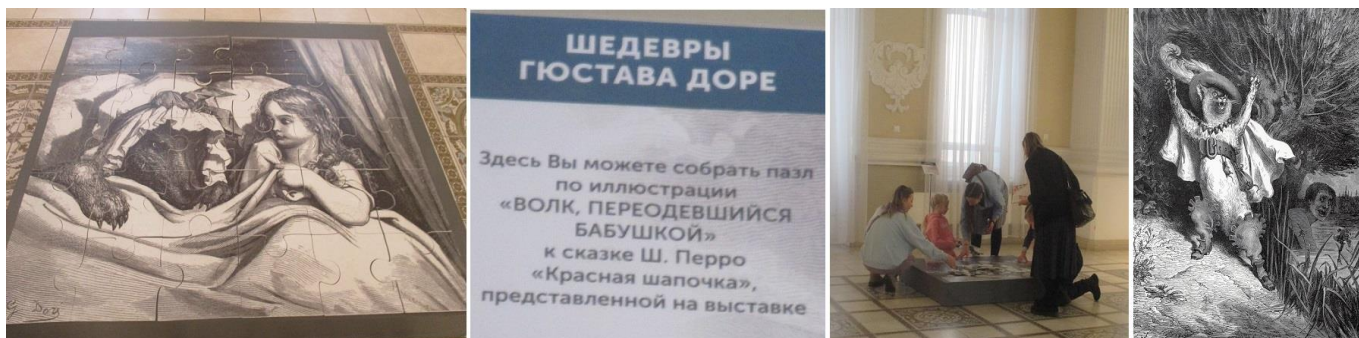 ШЕДЕВРЫ
ГЮСТАВА ДОРЕ
Здесь Вы можете собрать пазл
по иллюстрации
«ВОЛК, ПЕРЕОДЕВШИЙСЯ
БАБУШКОЙ»
к сказке Ш. Перро
«Красная шапочка»,
представленной на выставке